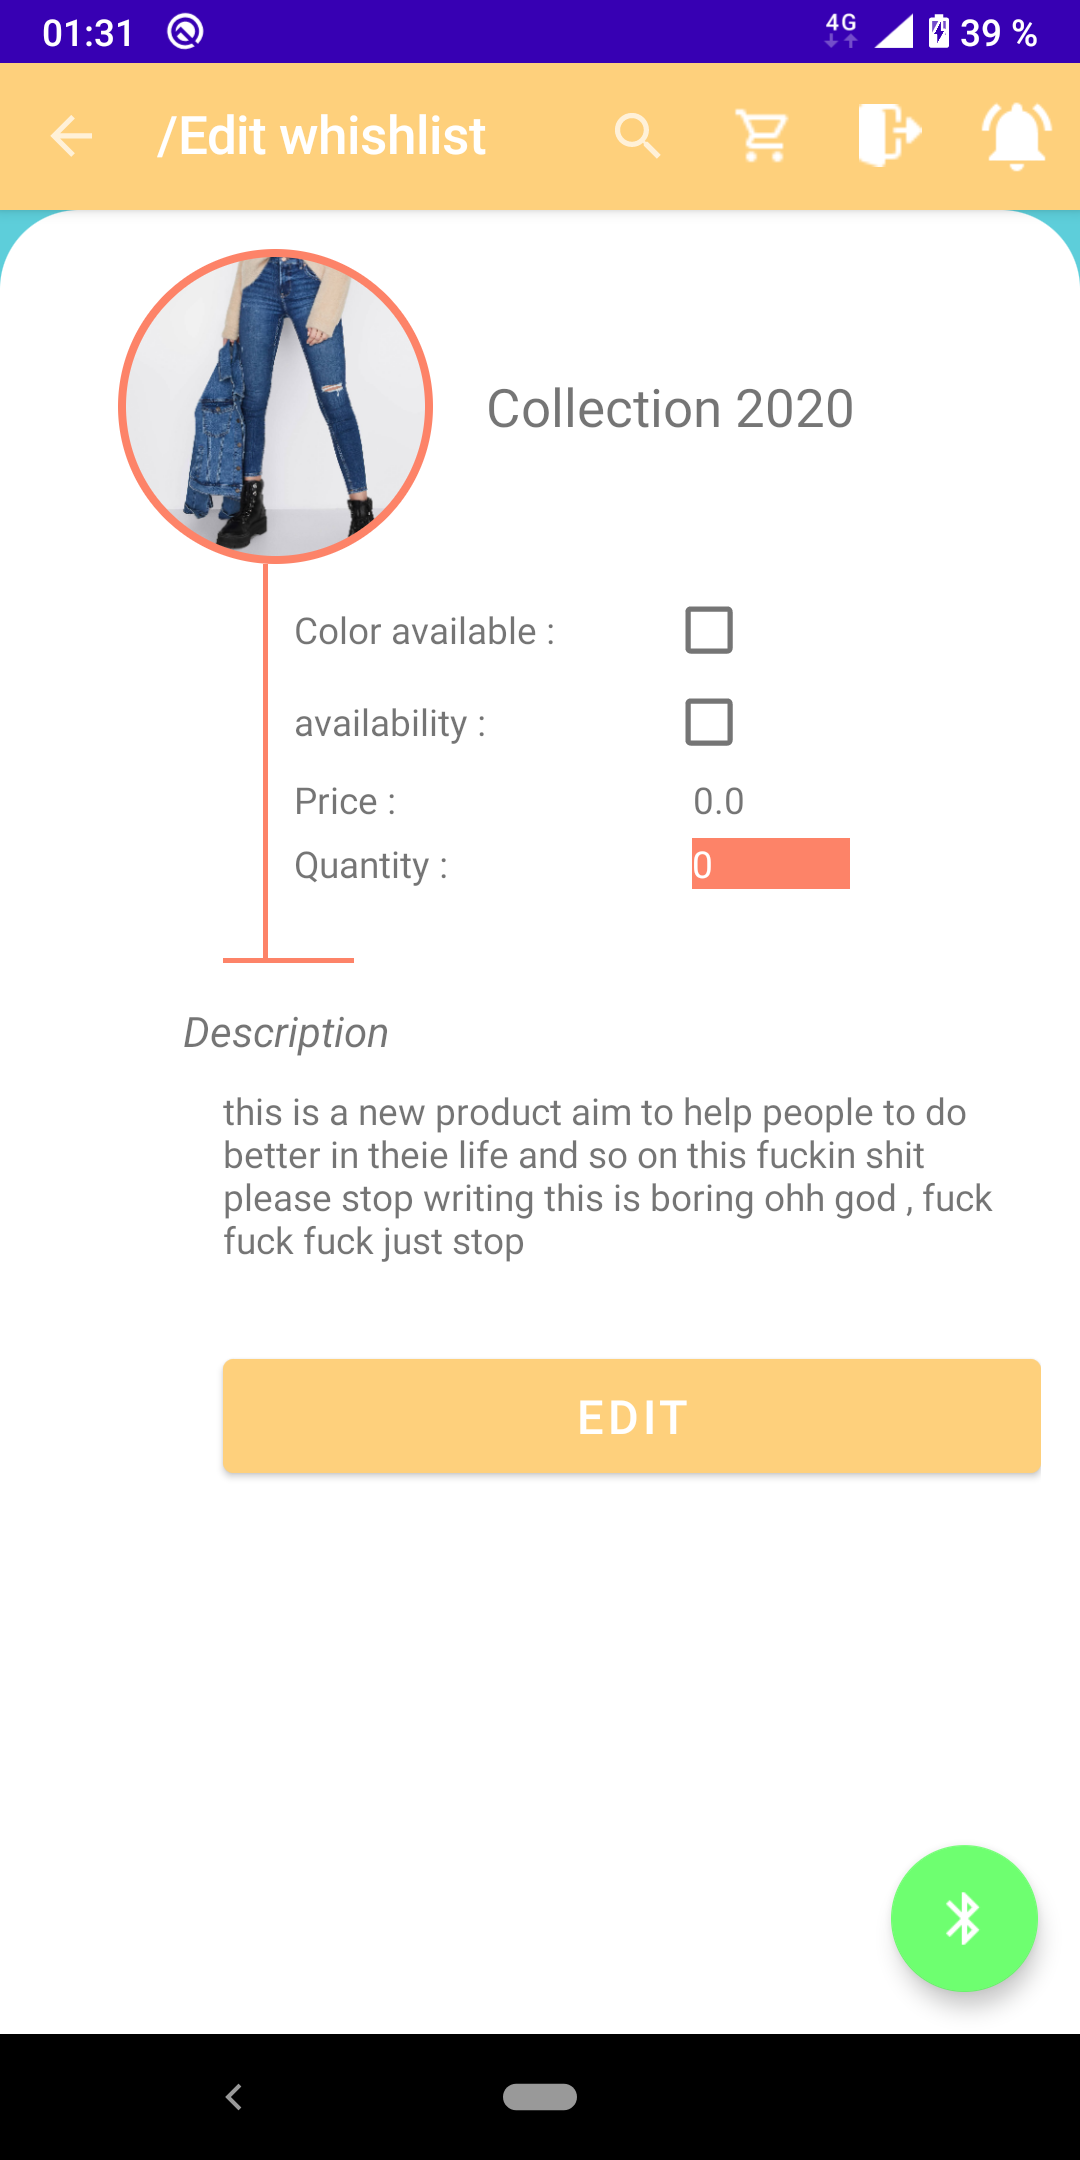 01:31
4G
39 %
/Edit whishlist
Collection 2020
Color available :
availability :
Price :
0.0
Quantity :
0
Description
this is a new product aim to help people to do
better in theie life and so on this fuckin shit
please stop writing this is boring ohh god , fuck
fuck fuck just stop
EDIT